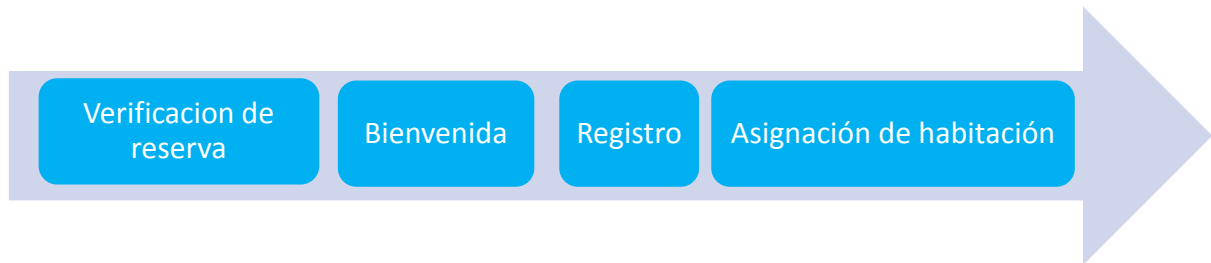 Verificacion de
reserva
Bienvenida
Registro
Asignación de habitación